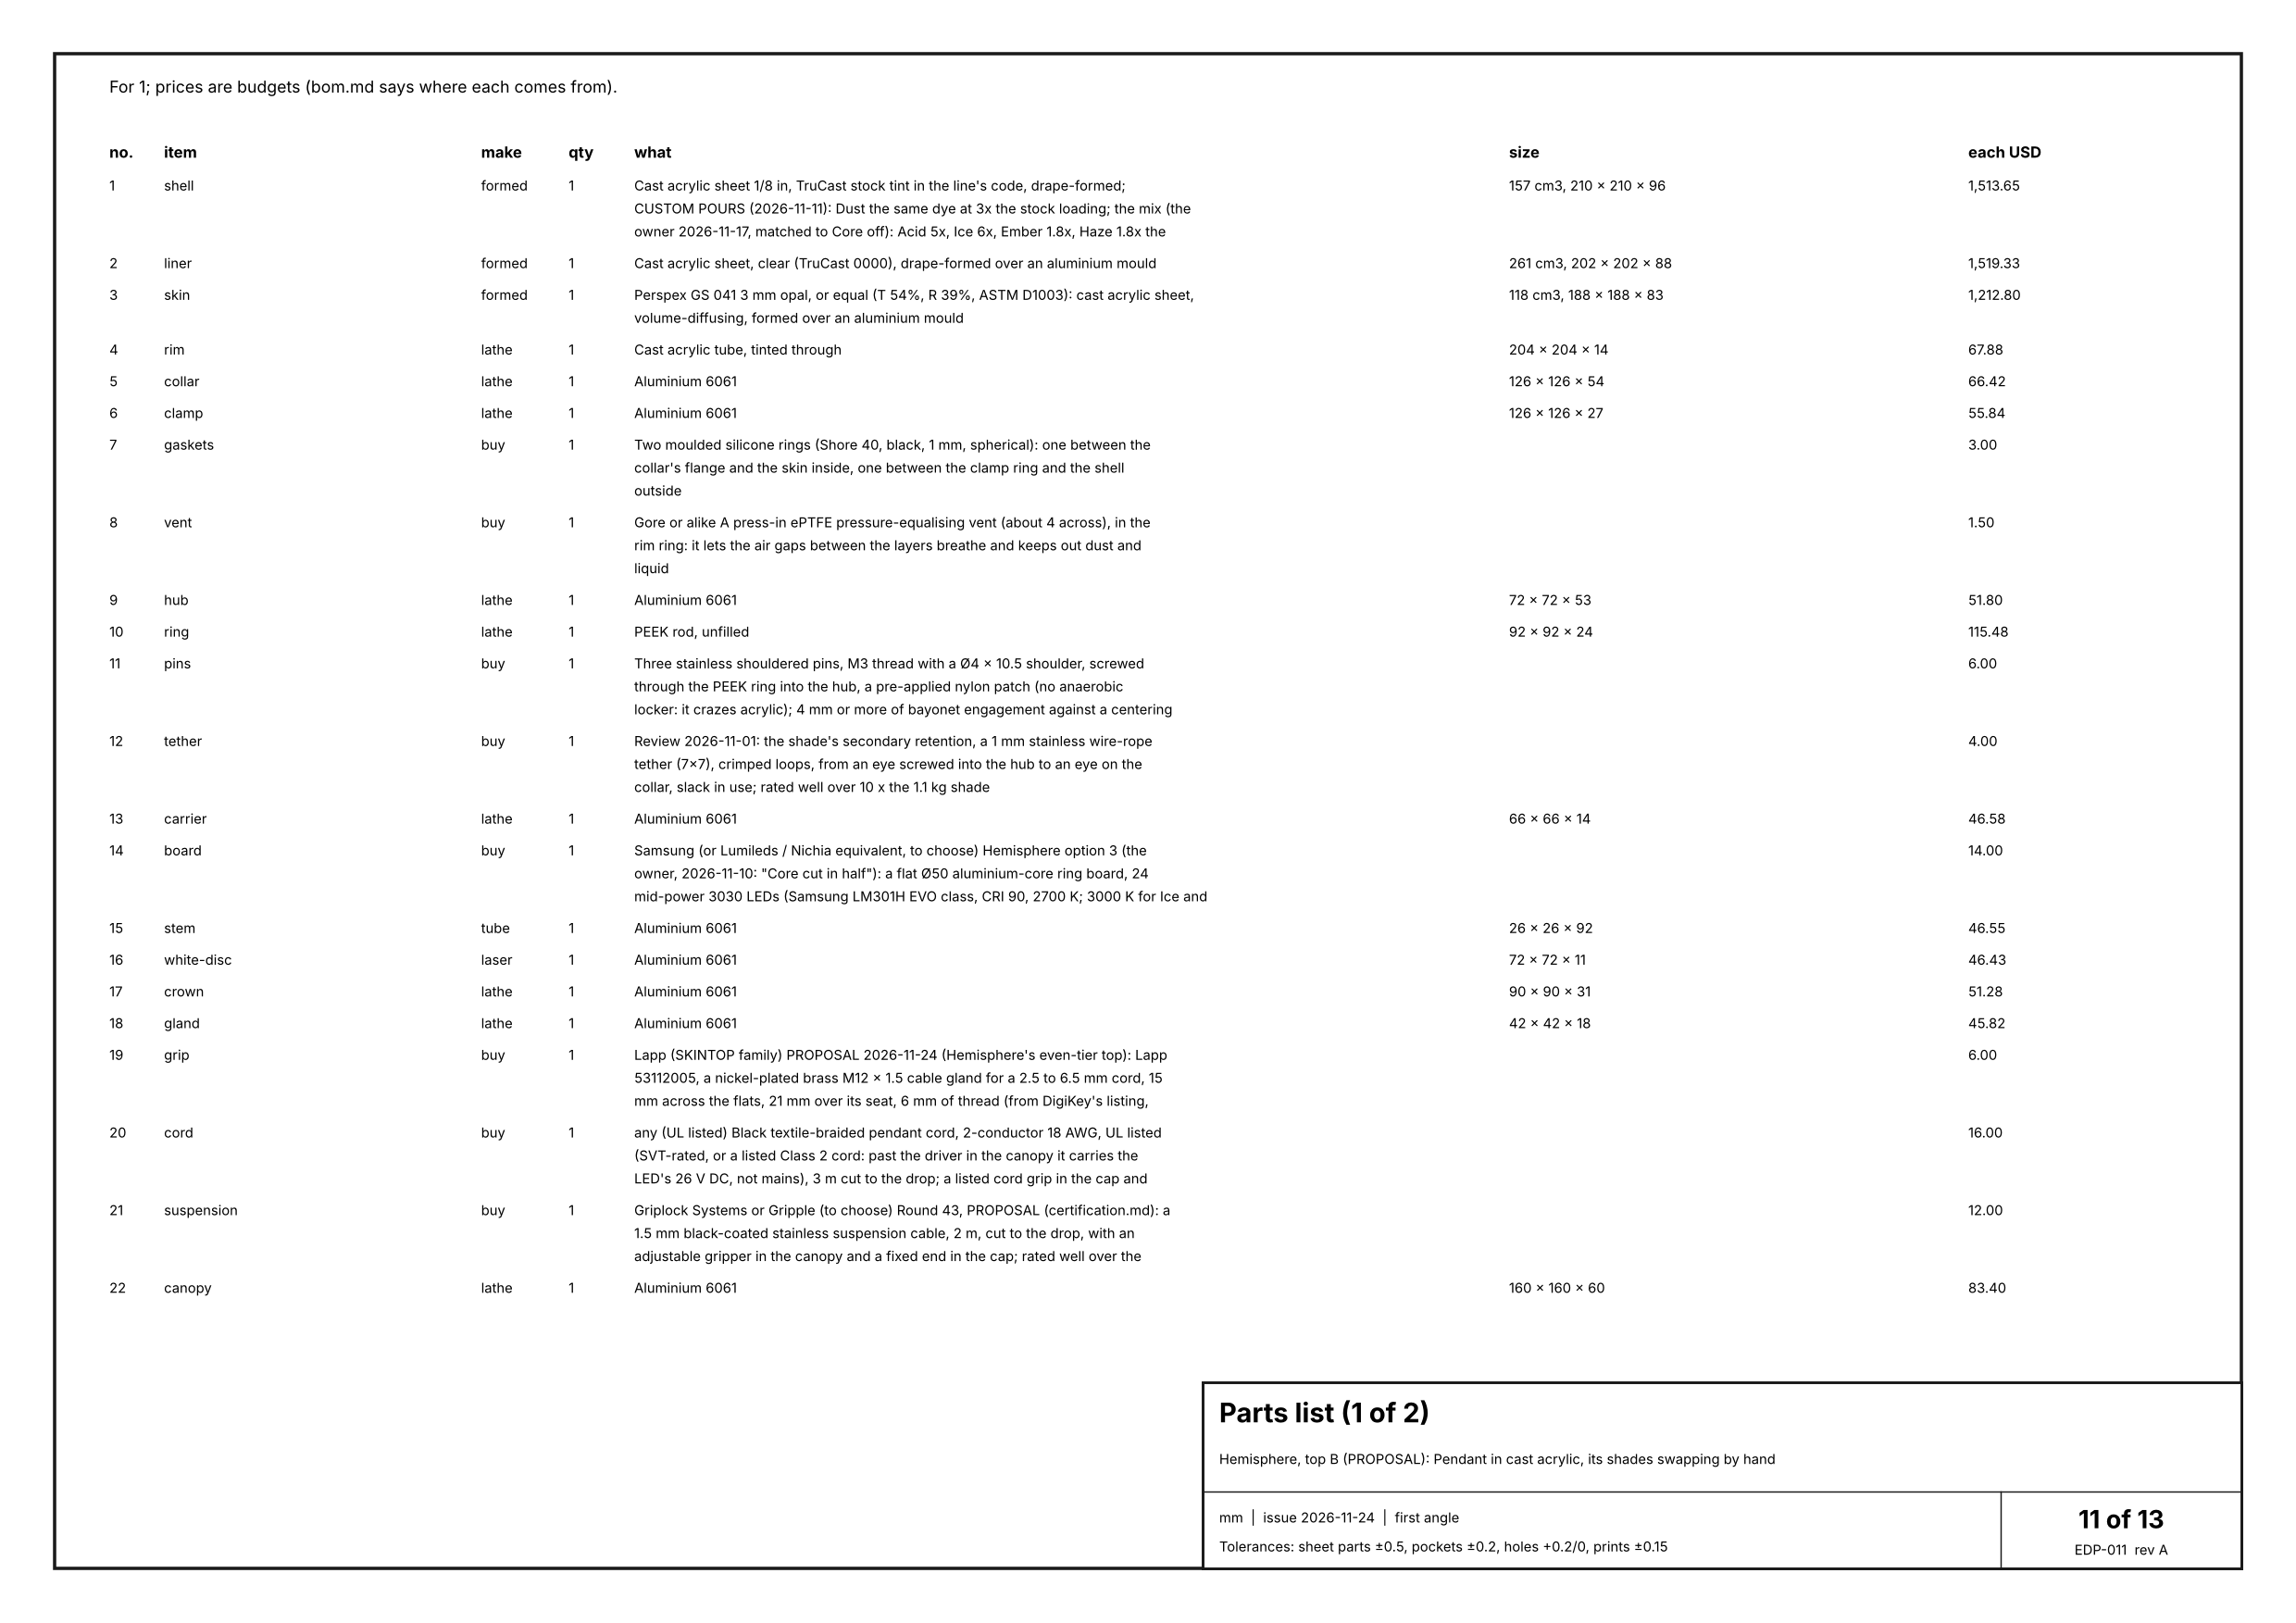 For 1; prices are budgets (bom.md says where each comes from).
no. item make qty what size each USD
1 shell formed 1 Cast acrylic sheet 1/8 in, TruCast stock tint in the line's code, drape-formed; 157 cm3, 210 × 210 × 96 1,513.65
CUSTOM POURS (2026-11-11): Dust the same dye at 3x the stock loading; the mix (the
owner 2026-11-17, matched to Core off): Acid 5x, Ice 6x, Ember 1.8x, Haze 1.8x the
2 liner formed 1 Cast acrylic sheet, clear (TruCast 0000), drape-formed over an aluminium mould 261 cm3, 202 × 202 × 88 1,519.33
3 skin formed 1 Perspex GS 041 3 mm opal, or equal (T 54%, R 39%, ASTM D1003): cast acrylic sheet, 118 cm3, 188 × 188 × 83 1,212.80
volume-diffusing, formed over an aluminium mould
4 rim lathe 1 Cast acrylic tube, tinted through 204 × 204 × 14 67.88
5 collar lathe 1 Aluminium 6061 126 × 126 × 54 66.42
6 clamp lathe 1 Aluminium 6061 126 × 126 × 27 55.84
7 gaskets buy 1 Two moulded silicone rings (Shore 40, black, 1 mm, spherical): one between the 3.00
collar's flange and the skin inside, one between the clamp ring and the shell
outside
8 vent buy 1 Gore or alike A press-in ePTFE pressure-equalising vent (about 4 across), in the 1.50
rim ring: it lets the air gaps between the layers breathe and keeps out dust and
liquid
9 hub lathe 1 Aluminium 6061 72 × 72 × 53 51.80
10 ring lathe 1 PEEK rod, unfilled 92 × 92 × 24 115.48
11 pins buy 1 Three stainless shouldered pins, M3 thread with a Ø4 × 10.5 shoulder, screwed 6.00
through the PEEK ring into the hub, a pre-applied nylon patch (no anaerobic
locker: it crazes acrylic); 4 mm or more of bayonet engagement against a centering
12 tether buy 1 Review 2026-11-01: the shade's secondary retention, a 1 mm stainless wire-rope 4.00
tether (7×7), crimped loops, from an eye screwed into the hub to an eye on the
collar, slack in use; rated well over 10 x the 1.1 kg shade
13 carrier lathe 1 Aluminium 6061 66 × 66 × 14 46.58
14 board buy 1 Samsung (or Lumileds / Nichia equivalent, to choose) Hemisphere option 3 (the 14.00
owner, 2026-11-10: "Core cut in half"): a flat Ø50 aluminium-core ring board, 24
mid-power 3030 LEDs (Samsung LM301H EVO class, CRI 90, 2700 K; 3000 K for Ice and
15 stem tube 1 Aluminium 6061 26 × 26 × 92 46.55
16 white-disc laser 1 Aluminium 6061 72 × 72 × 11 46.43
17 crown lathe 1 Aluminium 6061 90 × 90 × 31 51.28
18 gland lathe 1 Aluminium 6061 42 × 42 × 18 45.82
19 grip buy 1 Lapp (SKINTOP family) PROPOSAL 2026-11-24 (Hemisphere's even-tier top): Lapp 6.00
53112005, a nickel-plated brass M12 × 1.5 cable gland for a 2.5 to 6.5 mm cord, 15
mm across the flats, 21 mm over its seat, 6 mm of thread (from DigiKey's listing,
20 cord buy 1 any (UL listed) Black textile-braided pendant cord, 2-conductor 18 AWG, UL listed 16.00
(SVT-rated, or a listed Class 2 cord: past the driver in the canopy it carries the
LED's 26 V DC, not mains), 3 m cut to the drop; a listed cord grip in the cap and
21 suspension buy 1 Griplock Systems or Gripple (to choose) Round 43, PROPOSAL (certification.md): a 12.00
1.5 mm black-coated stainless suspension cable, 2 m, cut to the drop, with an
adjustable gripper in the canopy and a fixed end in the cap; rated well over the
22 canopy lathe 1 Aluminium 6061 160 × 160 × 60 83.40
Parts list (1 of 2)
Hemisphere, top B (PROPOSAL): Pendant in cast acrylic, its shades swapping by hand
mm | issue 2026-11-24 | first angle
Tolerances: sheet parts ±0.5, pockets ±0.2, holes +0.2/0, prints ±0.15
11 of 13
EDP-011 rev A